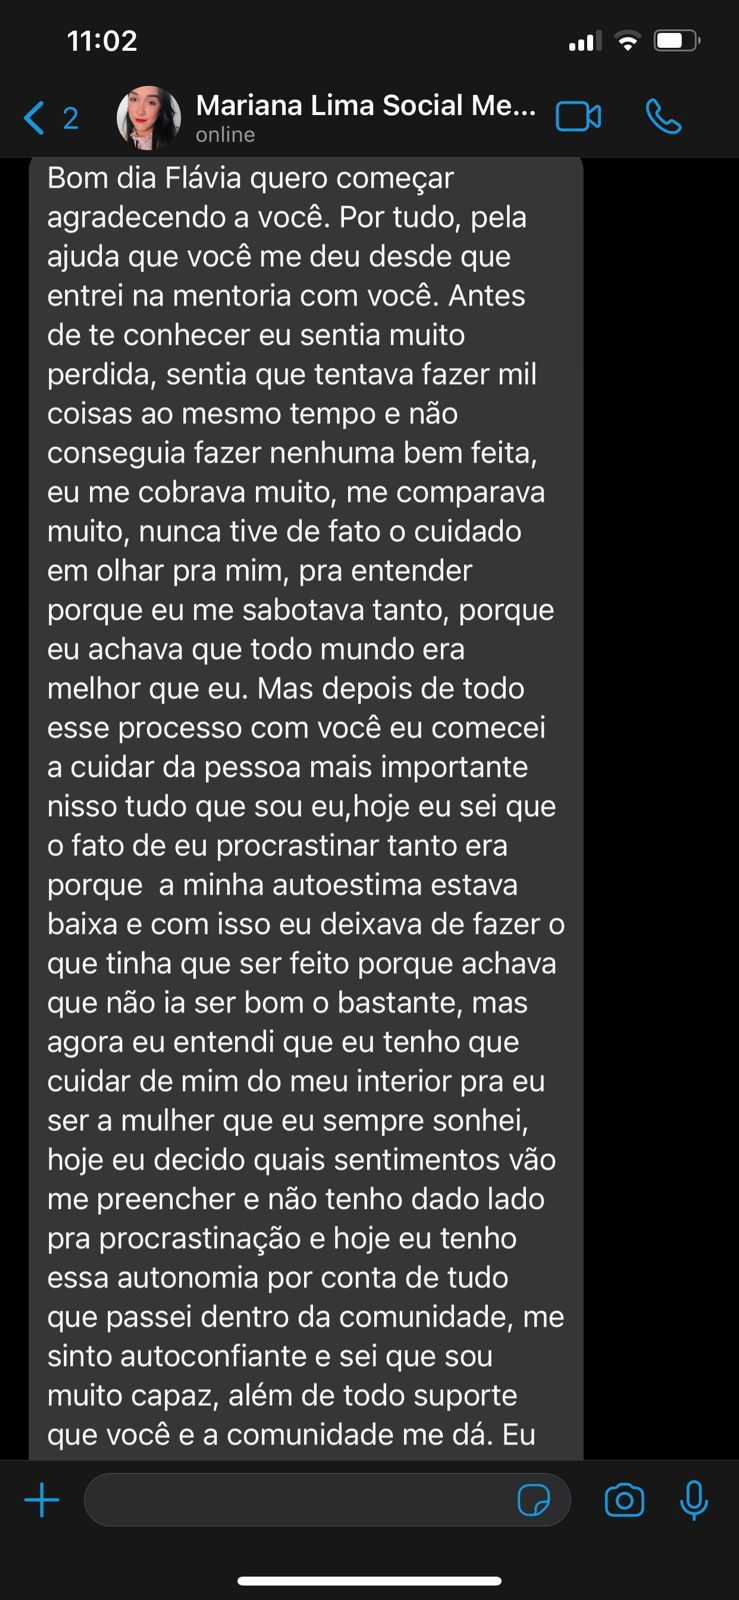 11:02
2
Mariana Lima Social Me...
online
Bom dia Flávia quero começar
agradecendo a você. Por tudo, pela
ajuda que você me deu desde que
entrei na mentoria com você. Antes
de te conhecer eu sentia muito
perdida, sentia que tentava fazer mil
coisas ao mesmo tempo e não
conseguia fazer nenhuma bem feita,
eu me cobrava muito, me comparava
muito, nunca tive de fato o cuidado
em olhar pra mim, pra entender
porque eu me sabotava tanto, porque
eu achava que todo mundo era
melhor que eu. Mas depois de todo
esse processo com você eu comecei
a cuidar da pessoa mais importante
nisso tudo que sou eu,hoje eu sei que
o fato de eu procrastinar tanto era
porque  a minha autoestima estava
baixa e com isso eu deixava de fazer o
que tinha que ser feito porque achava
que não ia ser bom o bastante, mas
agora eu entendi que eu tenho que
cuidar de mim do meu interior pra eu
ser a mulher que eu sempre sonhei,
hoje eu decido quais sentimentos vão
me preencher e não tenho dado lado
pra procrastinação e hoje eu tenho
essa autonomia por conta de tudo
que passei dentro da comunidade, me
sinto autoconfiante e sei que sou
muito capaz, além de todo suporte
que você e a comunidade me dá. Eu